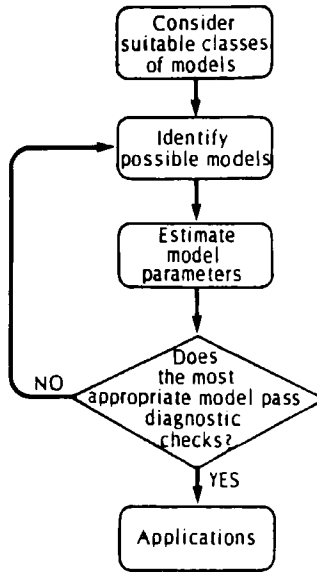 Consider
suitable classes
of models
Identify
possible models
Estimate
model
parameters
Does
the most
appropriate model pass
diagnostic
checks?
NO
YES
Applications